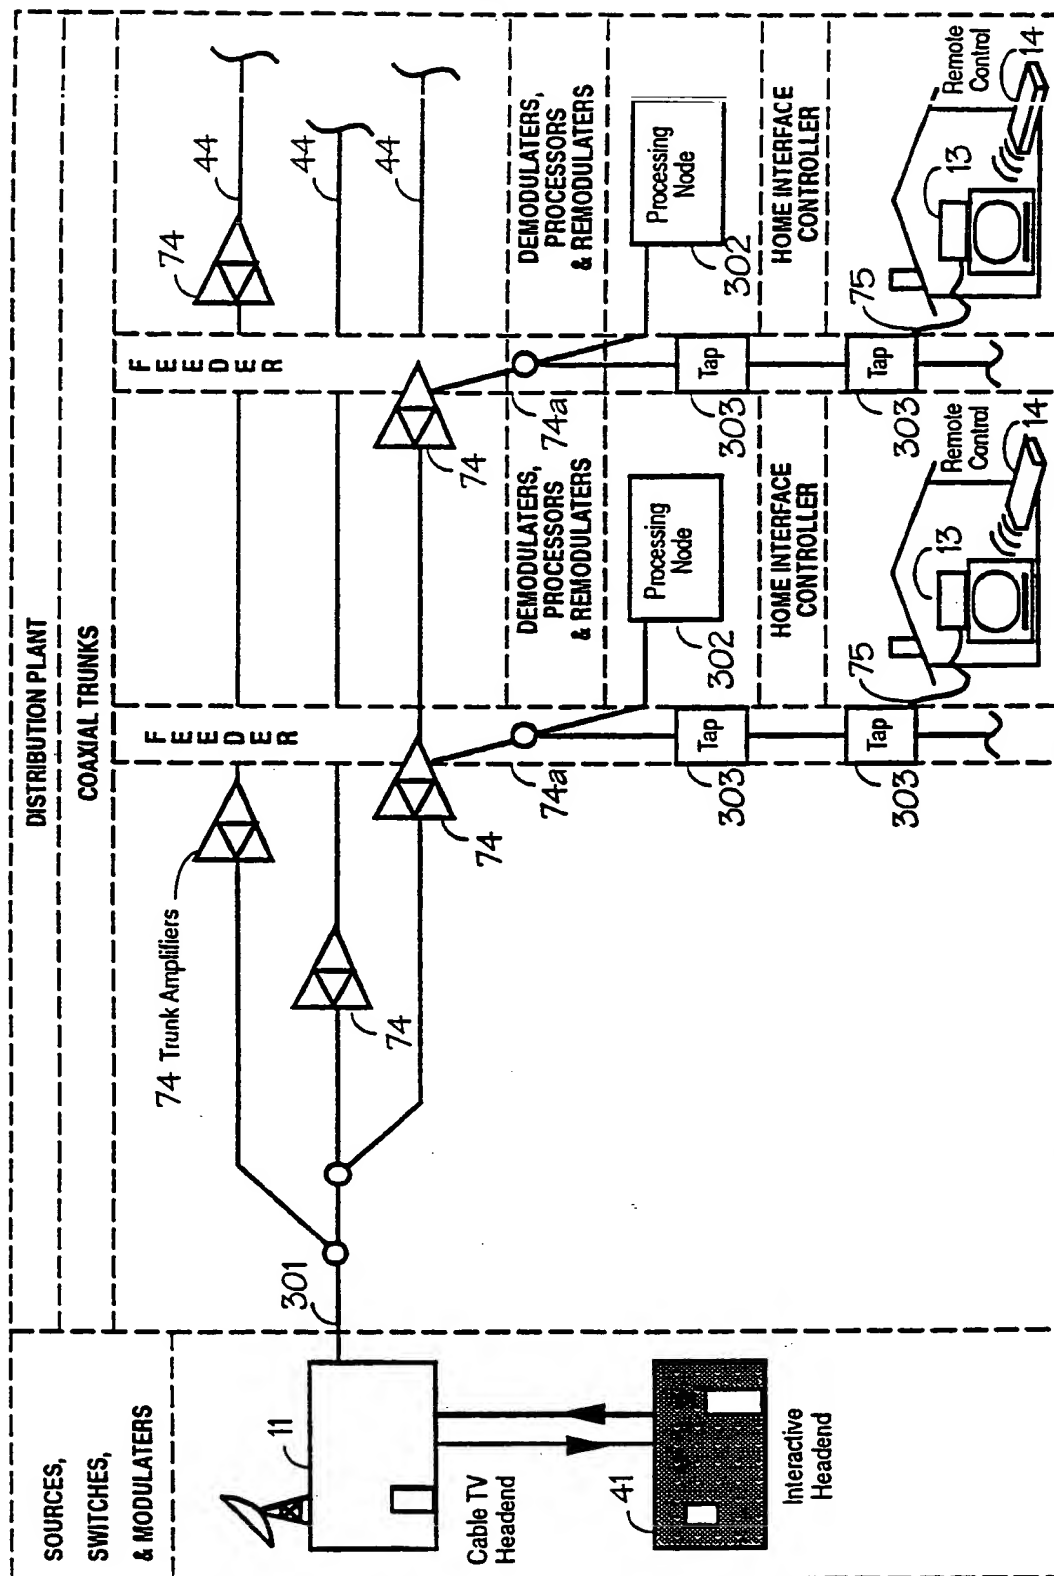 DISTRIBUTION PLANT
COAXIAL TRUNKS
SOURCES,
SWITCHES,
& MODULATERS
11
Cable TV
Headend
41
Interactive
Headend
301
74 Trunk Amplifiers
74
74
FEEDER
74a
303
Tap
303
Tap
75
DEMODULATERS,
PROCESSORS
& REMODULATERS
Processing
Node
302
HOME INTERFACE
CONTROLLER
13
Remote
Control
14
74
FEEDER
74a
303
Tap
303
Tap
75
74
44
44
44
DEMODULATERS,
PROCESSORS
& REMODULATERS
Processing
Node
302
HOME INTERFACE
CONTROLLER
13
Remote
Control
14